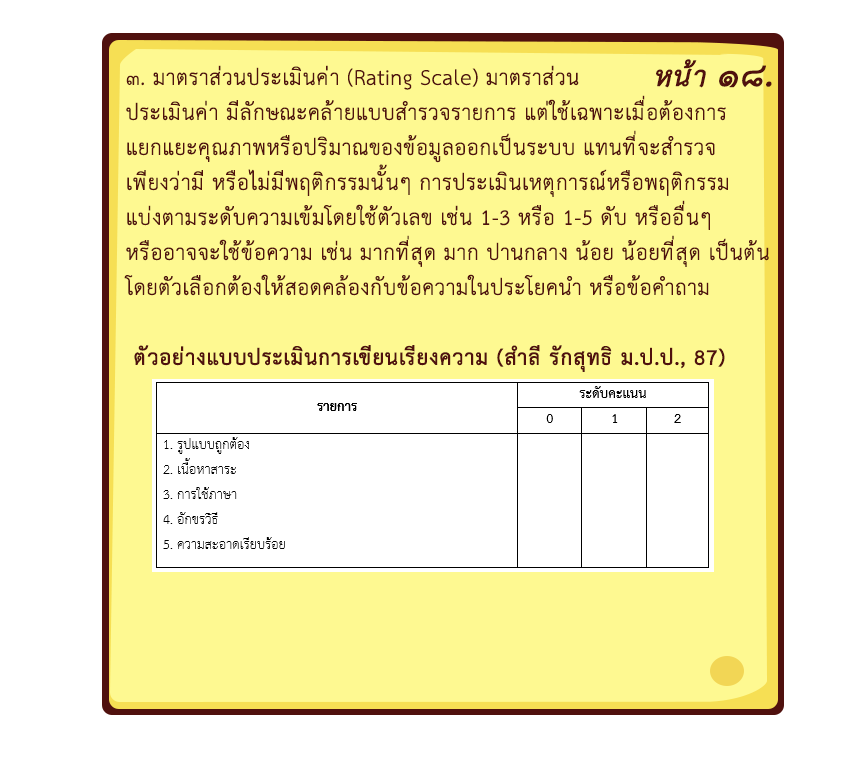 ๓. มาตราส่วนประเมินค่า (Rating Scale) มาตราส่วน
หน้า ๑๘.
ประเมินค่า มีลักษณะคล้ายแบบสำรวจรายการ แต่ใช้เฉพาะเมื่อต้องการ
แยกแยะคุณภาพหรือปริมาณของข้อมูลออกเป็นระบบ แทนที่จะสำรวจ
เพียงว่ามี หรือไม่มีพฤติกรรมนั้นๆ การประเมินเหตุการณ์หรือพฤติกรรม
แบ่งตามระดับความเข้มโดยใช้ตัวเลข เช่น 1-3 หรือ 1-5 ดับ หรืออื่นๆ
หรืออาจจะใช้ข้อความ เช่น มากที่สุด มาก ปานกลาง น้อย น้อยที่สุด เป็นต้น
โดยตัวเลือกต้องให้สอดคล้องกับข้อความในประโยคนำ หรือข้อคำถาม
ตัวอย่างแบบประเมินการเขียนเรียงความ (สำลี รักสุทธิ ม.ป.ป., 87)
รายการ
ระดับคะแนน
0 1 2
1. รูปแบบถูกต้อง
2. เนื้อหาสาระ
3. การใช้ภาษา
4. อักขรวิธี
5. ความสะอาดเรียบร้อย